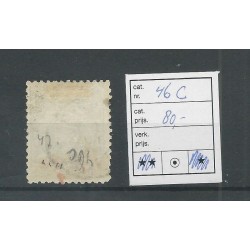 cat.
nr. 46 C
cat.
prijs. 80,-
verk.
prijs.